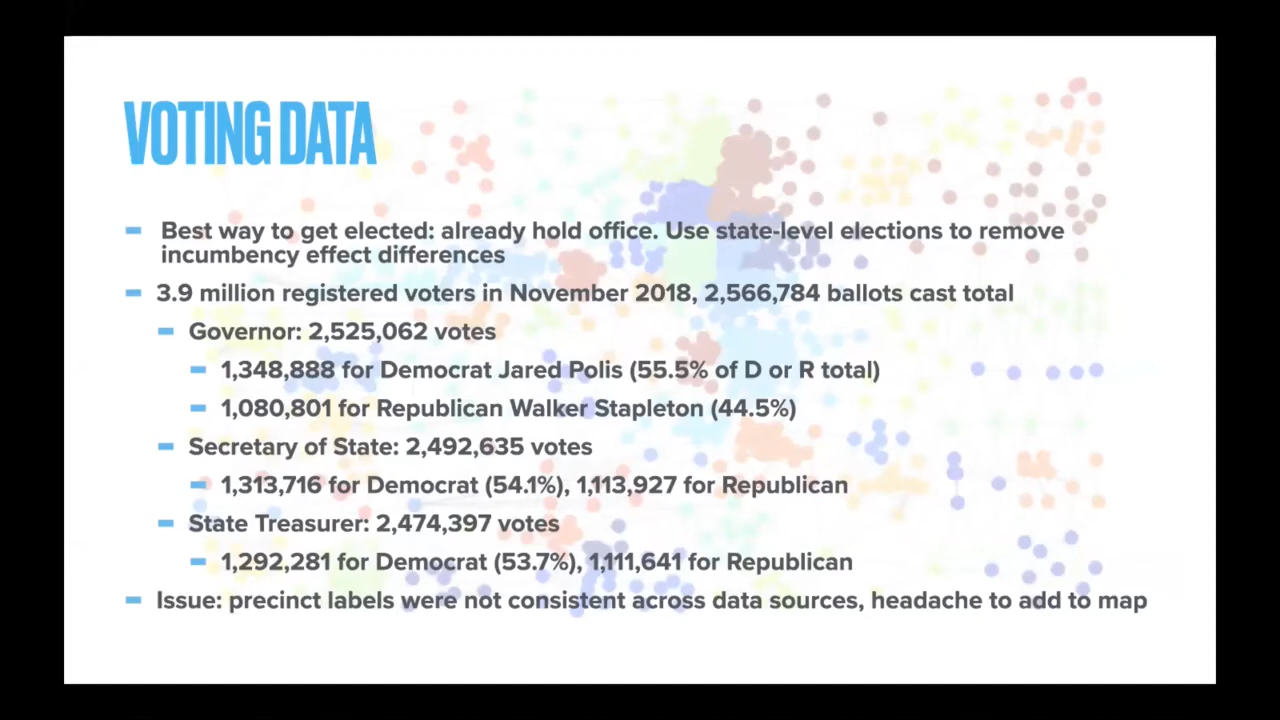 VOTING DATA
Best way to get elected: already hold office. Use state-level elections to remove
incumbency effect differences
3.9 million registered voters in November 2018, 2,566,784 ballots cast total
Governor: 2,525,062 votes
1,348,888 for Democrat Jared Polis (55.5% of D or R total)
1,080,801 for Republican Walker Stapleton (44.5%)
Secretary of State: 2,492,635 votes
1,313,716 for Democrat (54.1%), 1,113,927 for Republican
State Treasurer: 2,474,397 votes
1,292,281 for Democrat (53.7%), 1,111,641 for Republican
Issue: precinct labels were not consistent across data sources, headache to add to map